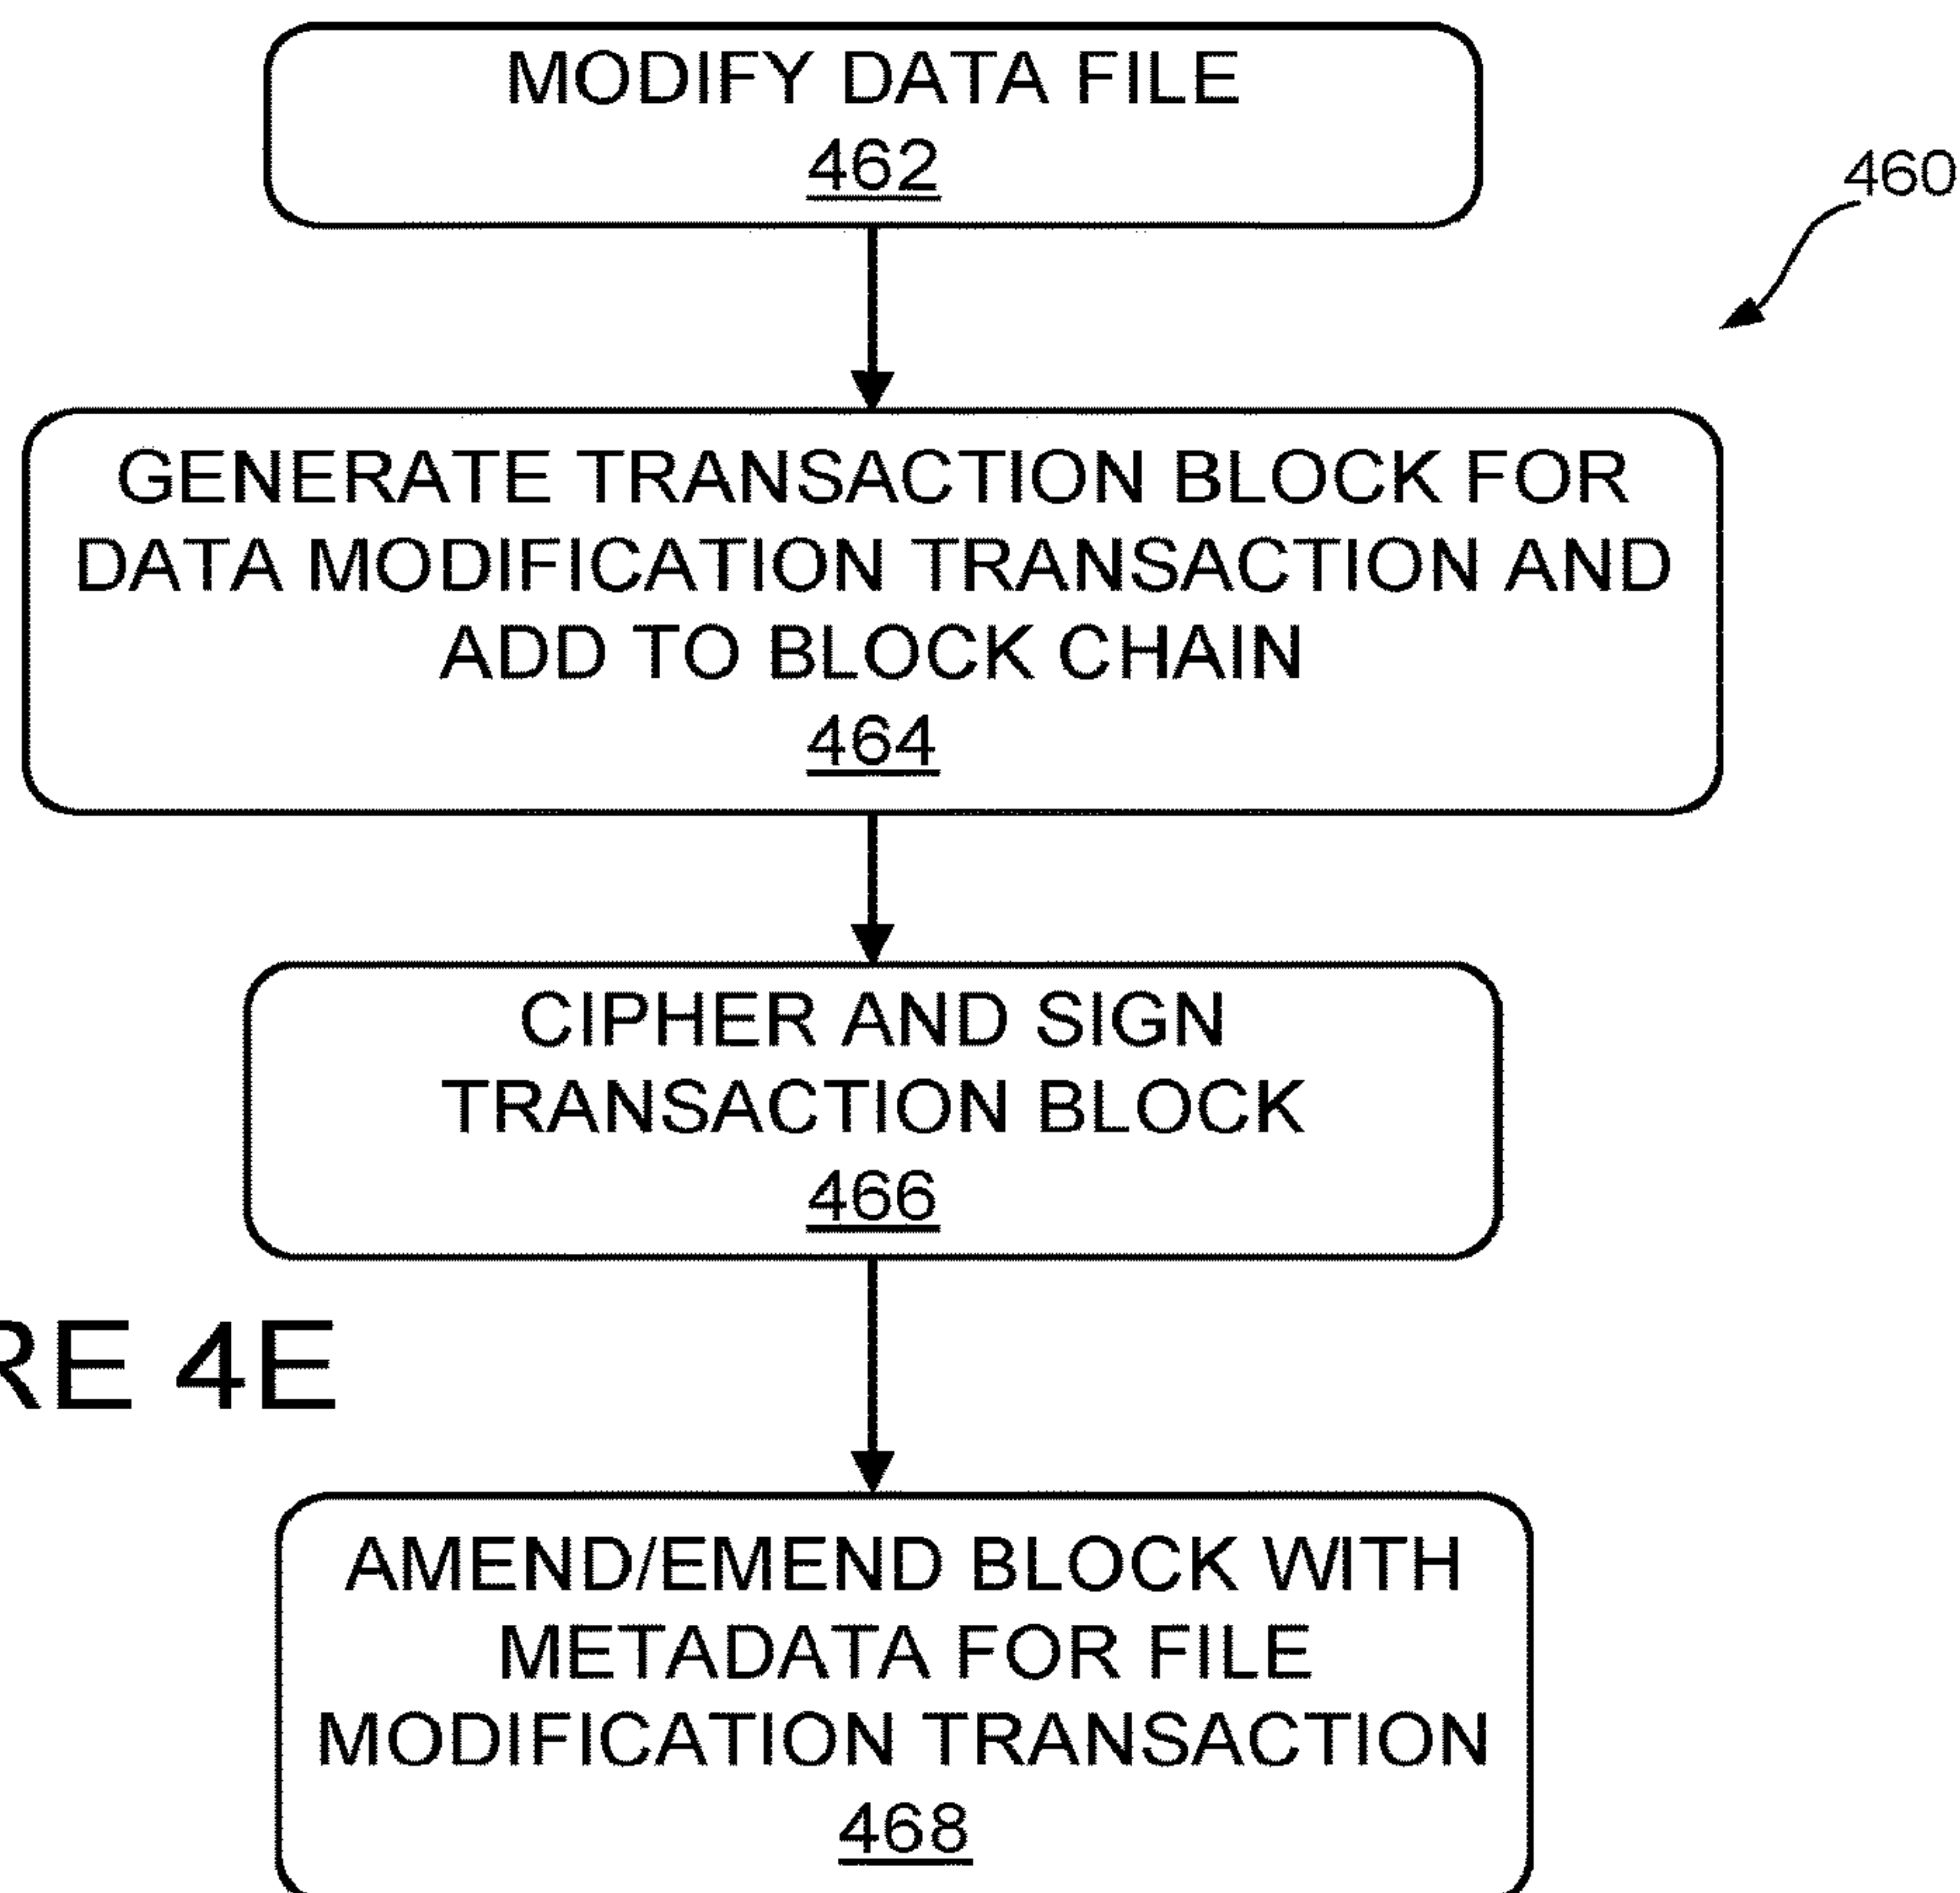 MODIFY DATA FILE
462
460
GENERATE TRANSACTION BLOCK FOR
DATA MODIFICATION TRANSACTION AND
ADD TO BLOCK CHAIN
464
CIPHER AND SIGN
TRANSACTION BLOCK
466
RE 4E
AMEND/EMEND BLOCK WITH
METADATA FOR FILE
MODIFICATION TRANSACTION
468